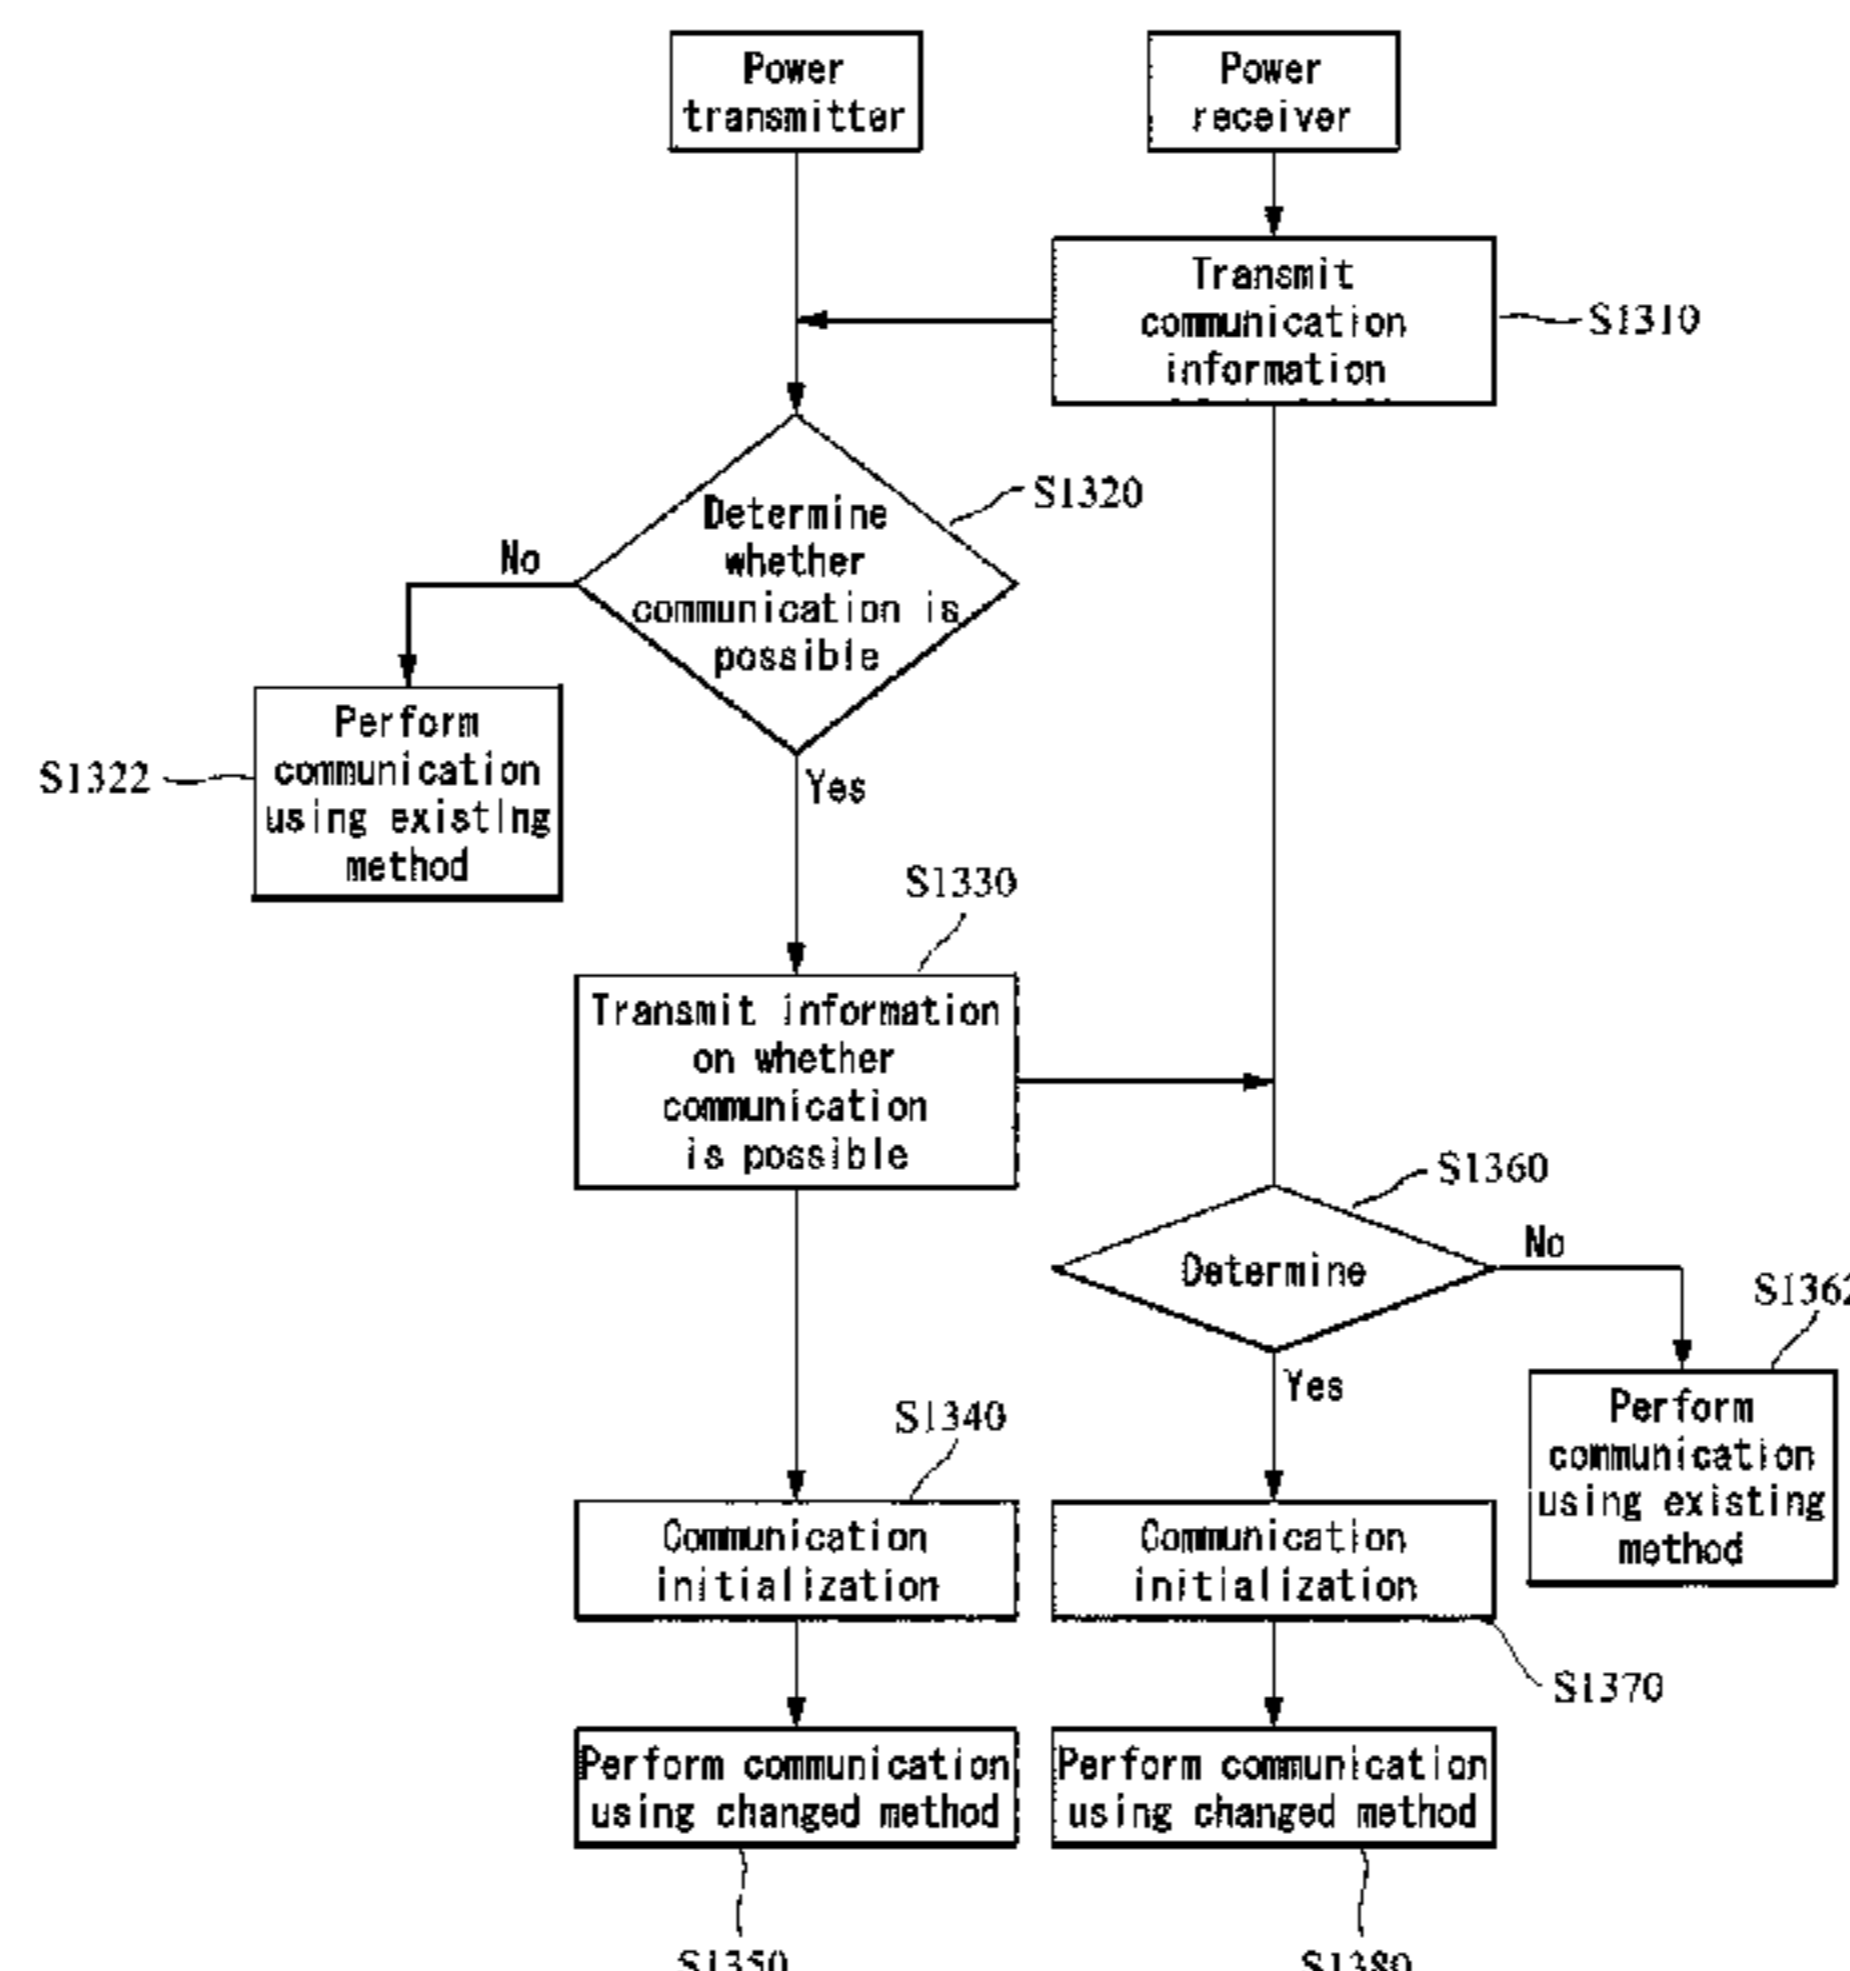 Power
transmitter
Power
receiver
Transmit
communication
information
S1310
Determine
whether
communication is
possible
S1320
No
Yes
Perform
communication
using existing
method
S1322
S1330
Transmit information
on whether
communication
is possible
S1360
Determine
No
Yes
S1362
Perform
communication
using existing
method
S1340
Communication
initialization
Communication
initialization
S1370
Perform communication
using changed method
Perform communication
using changed method
S1350
S1380